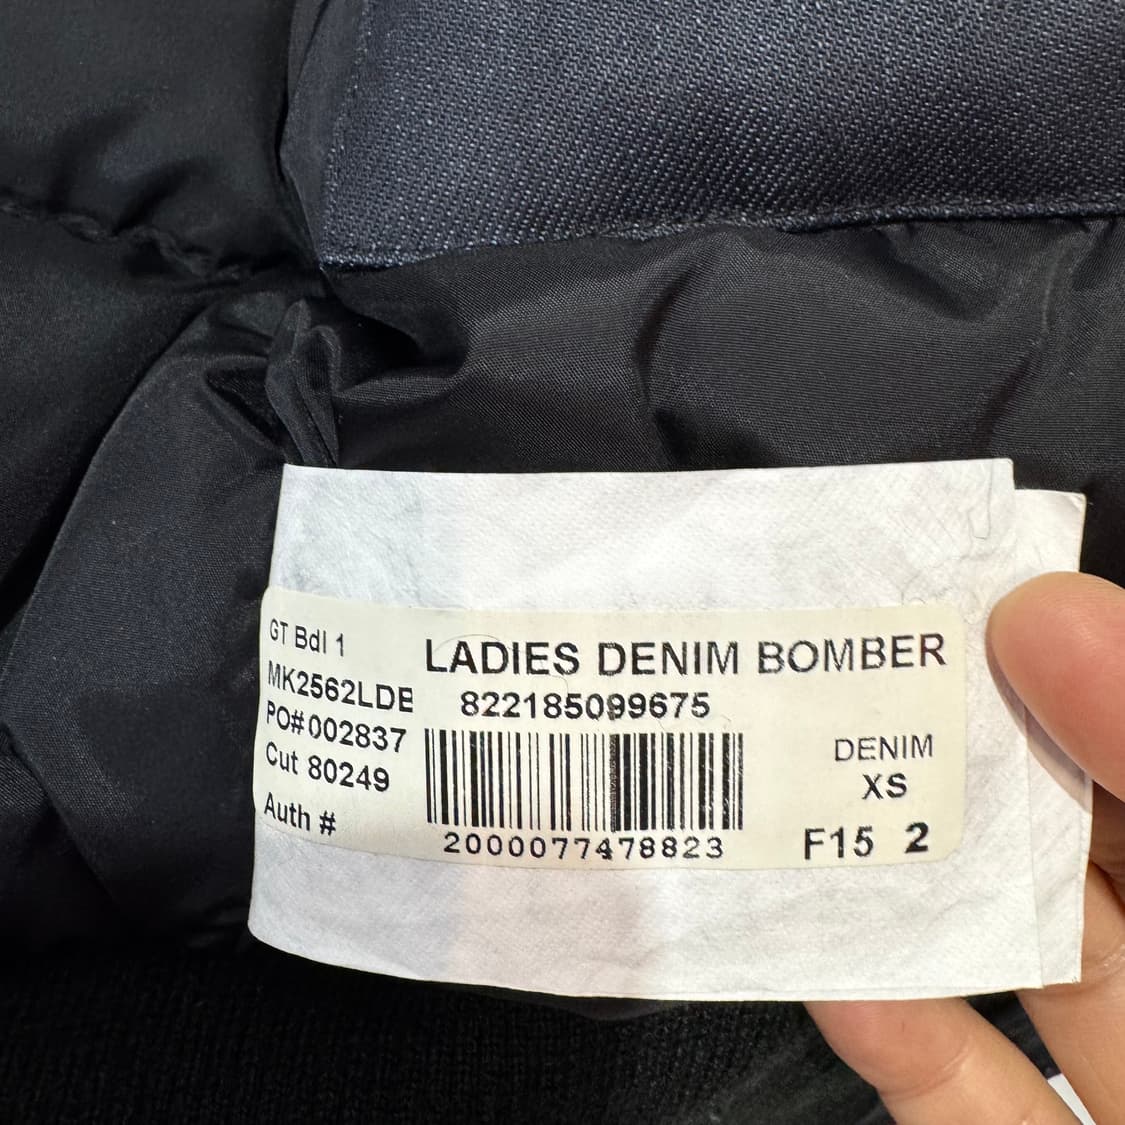 GT Bdl 1
MK2562LDE
PO#002837
Cut 80249
Auth #
LADIES DENIM BOMBER
822185099675
2000077478823
DENIM
XS
F15 2